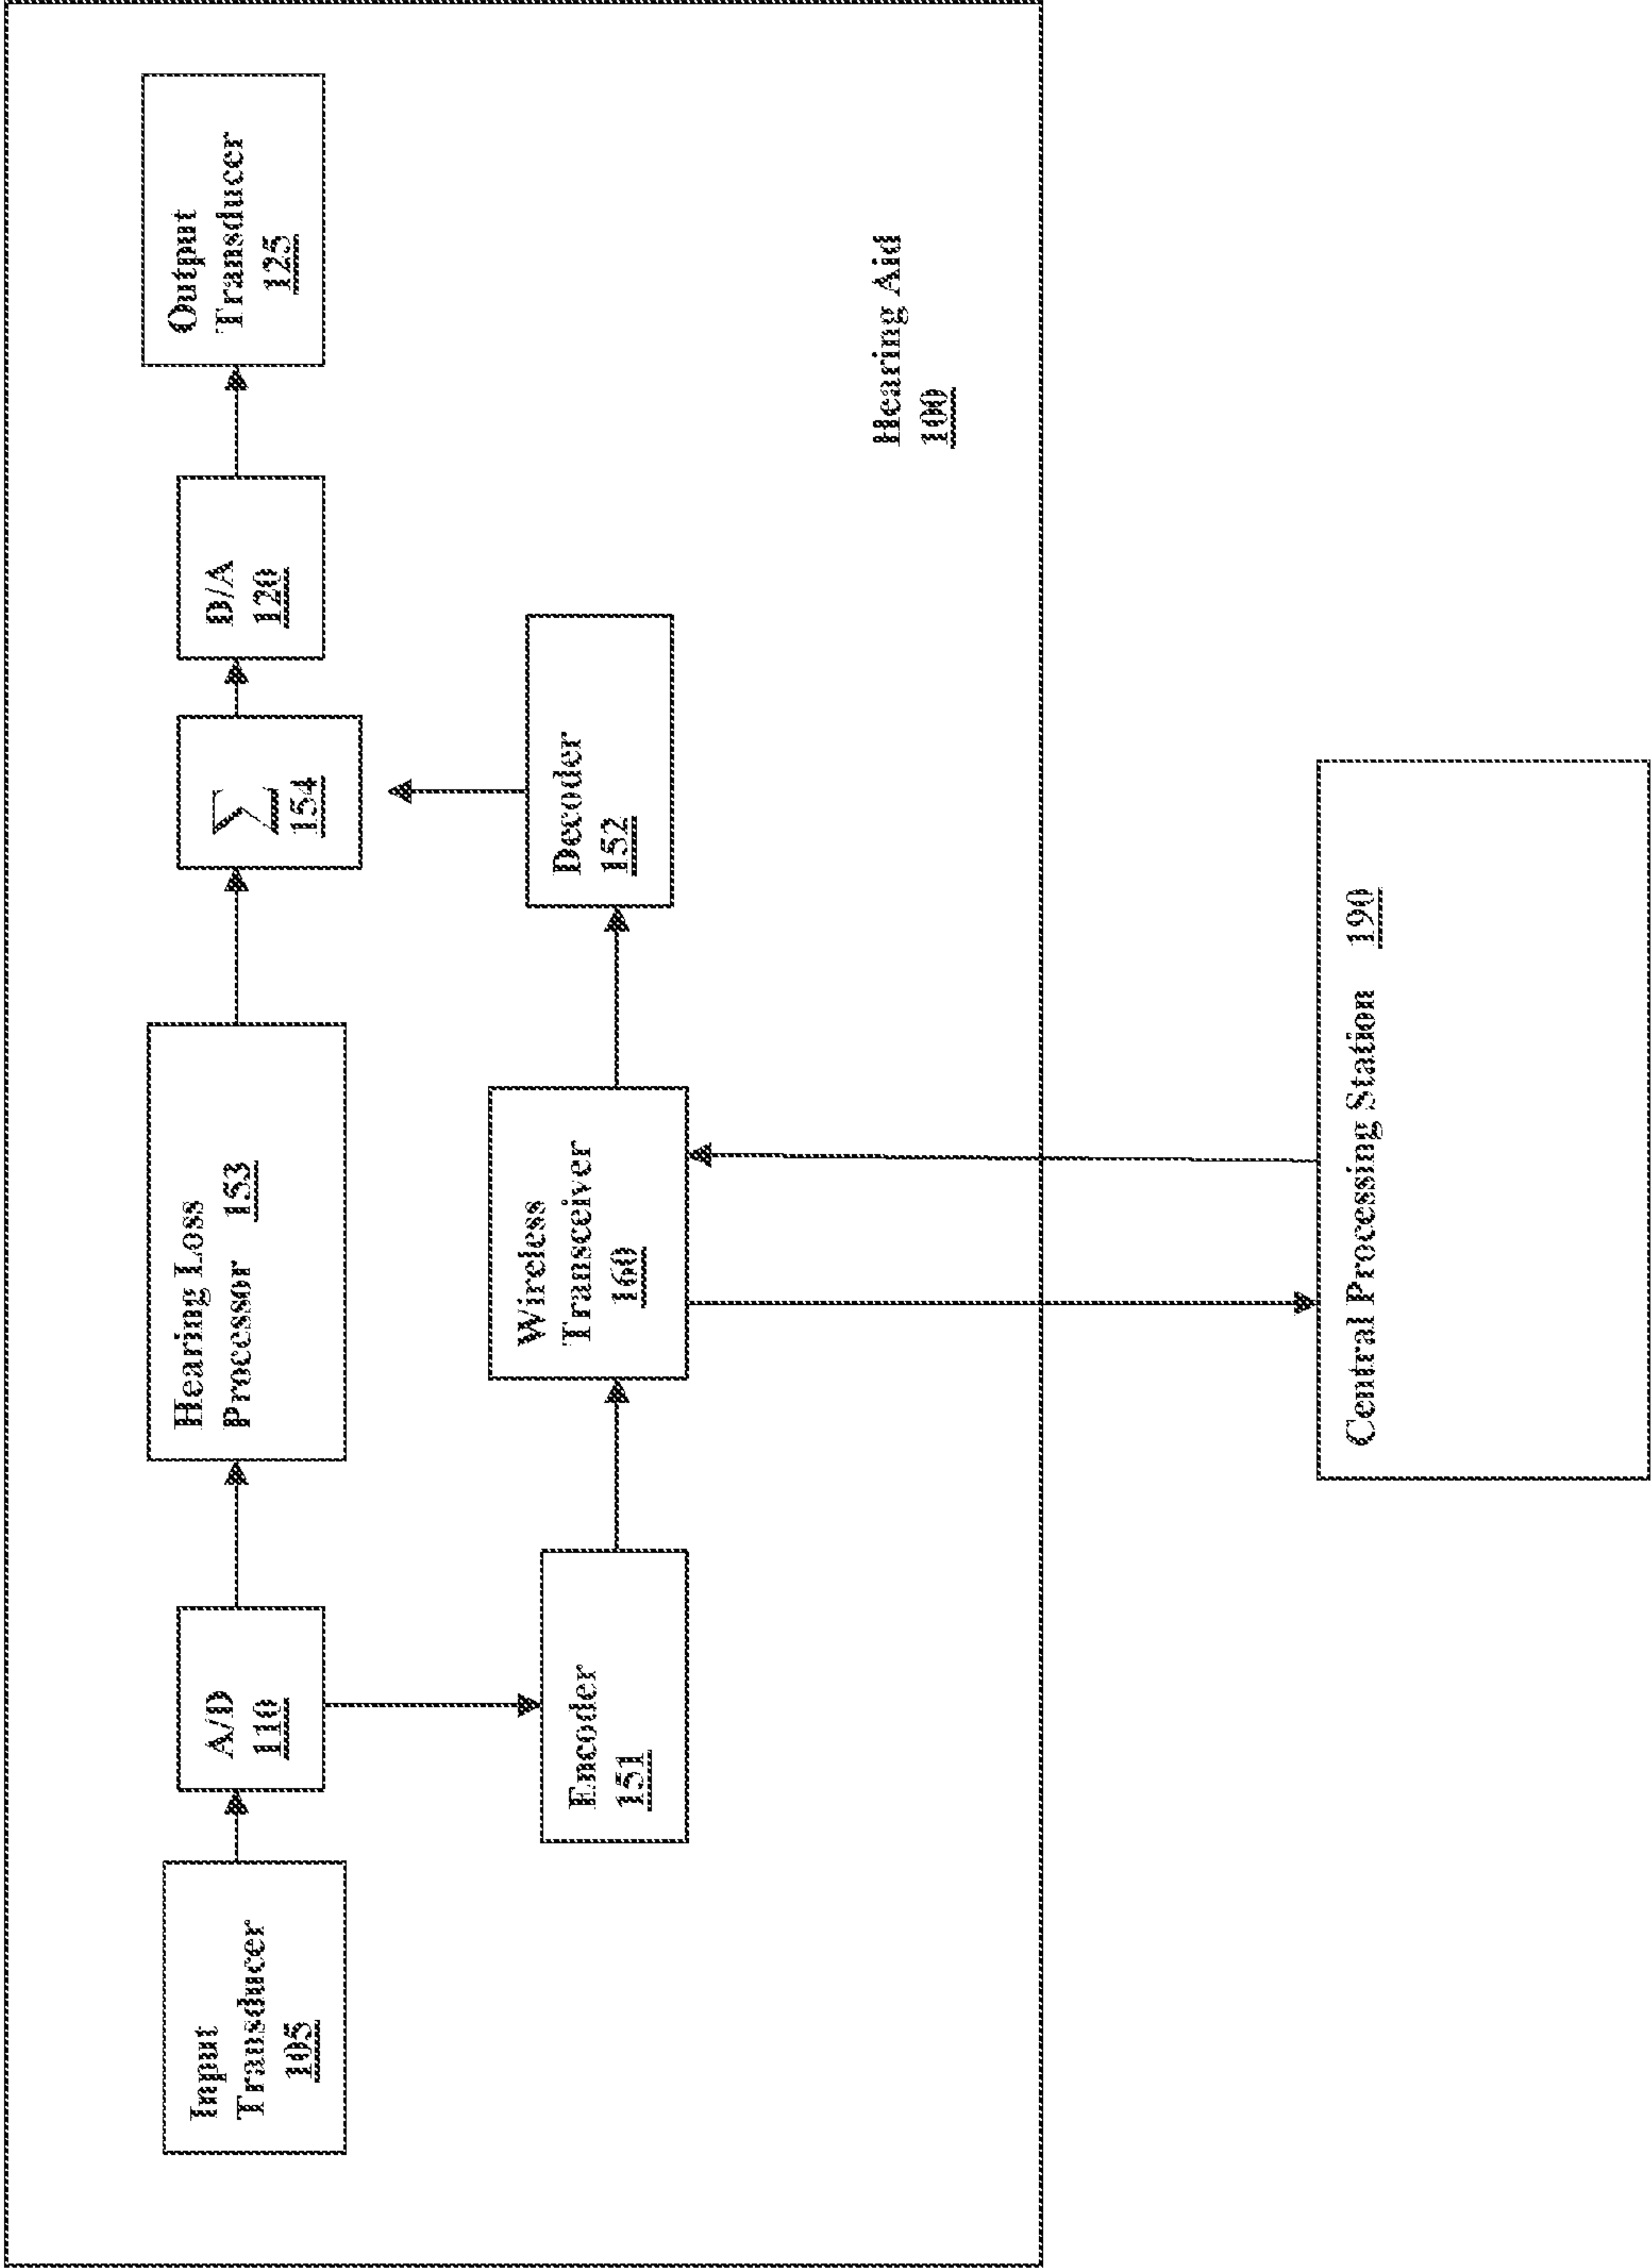 Input
Transducer
105
A/D
110
Hearing Loss
Processor 153
∑
154
D/A
120
Output
Transducer
125
Encoder
151
Wireless
Transceiver
160
Decoder
152
Hearing Aid
100
Central Processing Station 190